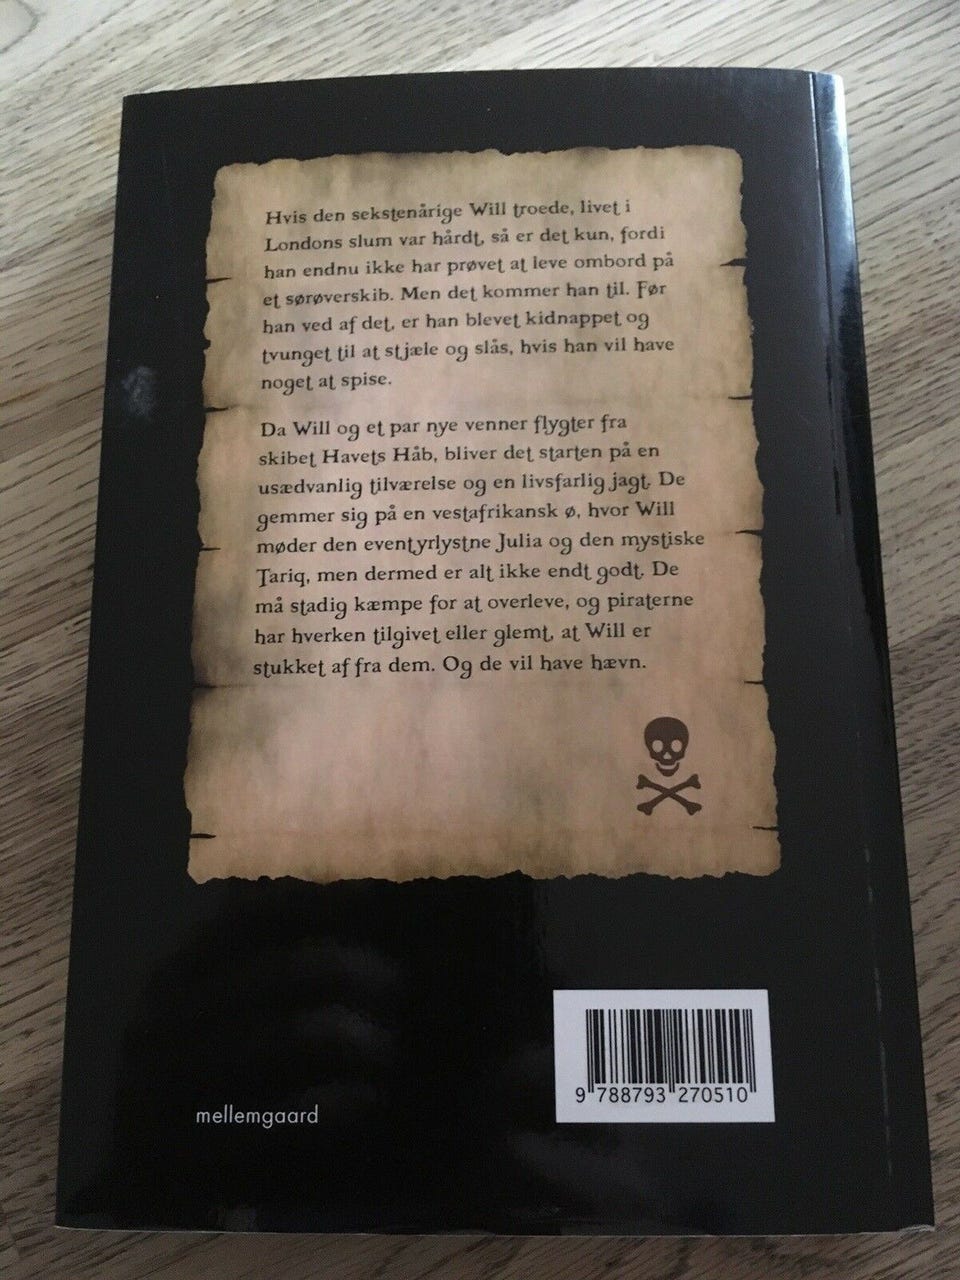 Hvis den sekstenårige Will troede, livet i
Londons slum var hårdt, så er det kun, fordi
han endnu ikke har prøvet at leve ombord på
et sørøverskib. Men det kommer han til. Før
han ved af det, er han blevet kidnappet og
tvunget til at stjæle og slås, hvis han vil have
noget at spise.
Da Will og et par nye venner flygter fra
skibet Havets Håb, bliver det starten på en
usædvanlig tilværelse og en livsfarlig jagt. De
gemmer sig på en vestafrikansk ø, hvor Will
møder den eventyrlystne Julia og den mystiske
Tariq, men dermed er alt ikke endt godt. De
må stadig kæmpe for at overleve, og piraterne
har hverken tilgivet eller glemt, at Will er
stukket af fra dem. Og de vil have hævn.
9 788793 270510
mellemgaard